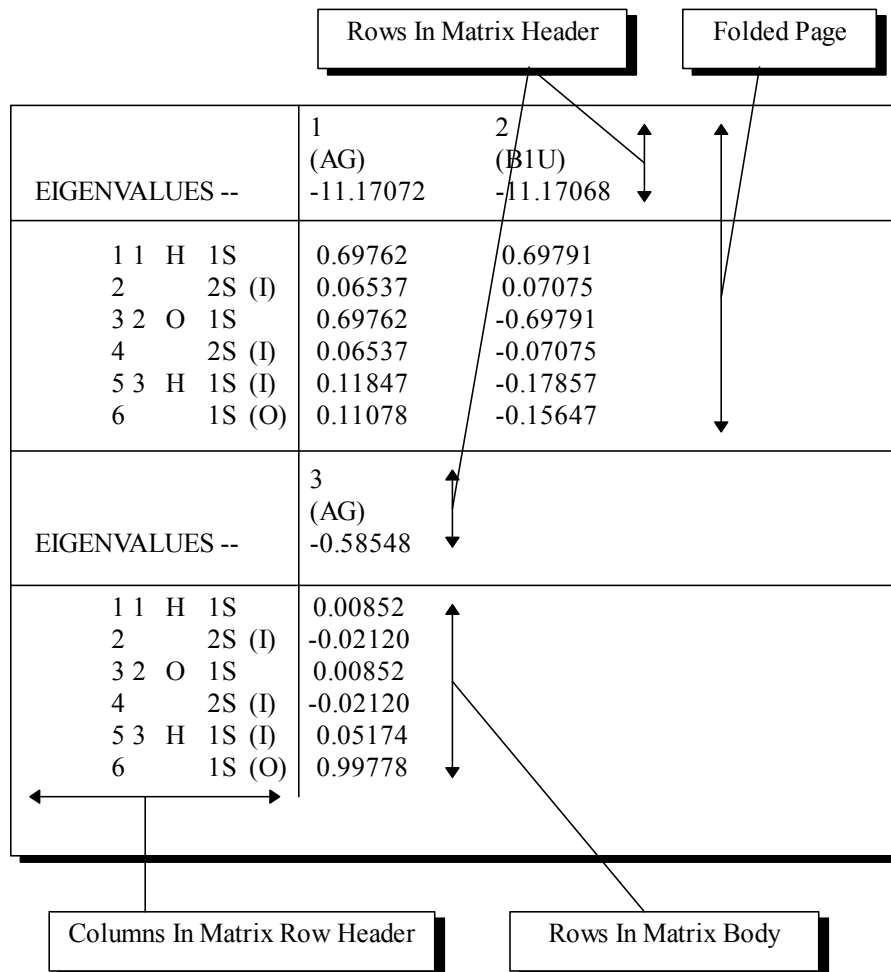 Rows In Matrix Header
Folded Page
1 2
(AG) (B1U)
EIGENVALUES -- -11.17072 -11.17068
1 1 H 1S 0.69762 0.69791
2 2S (I) 0.06537 0.07075
3 2 O 1S 0.69762 -0.69791
4 2S (I) 0.06537 -0.07075
5 3 H 1S (I) 0.11847 -0.17857
6 1S (O) 0.11078 -0.15647
3
(AG)
EIGENVALUES -- -0.58548
1 1 H 1S 0.00852
2 2S (I) -0.02120
3 2 O 1S 0.00852
4 2S (I) -0.02120
5 3 H 1S (I) 0.05174
6 1S (O) 0.99778
Columns In Matrix Row Header
Rows In Matrix Body